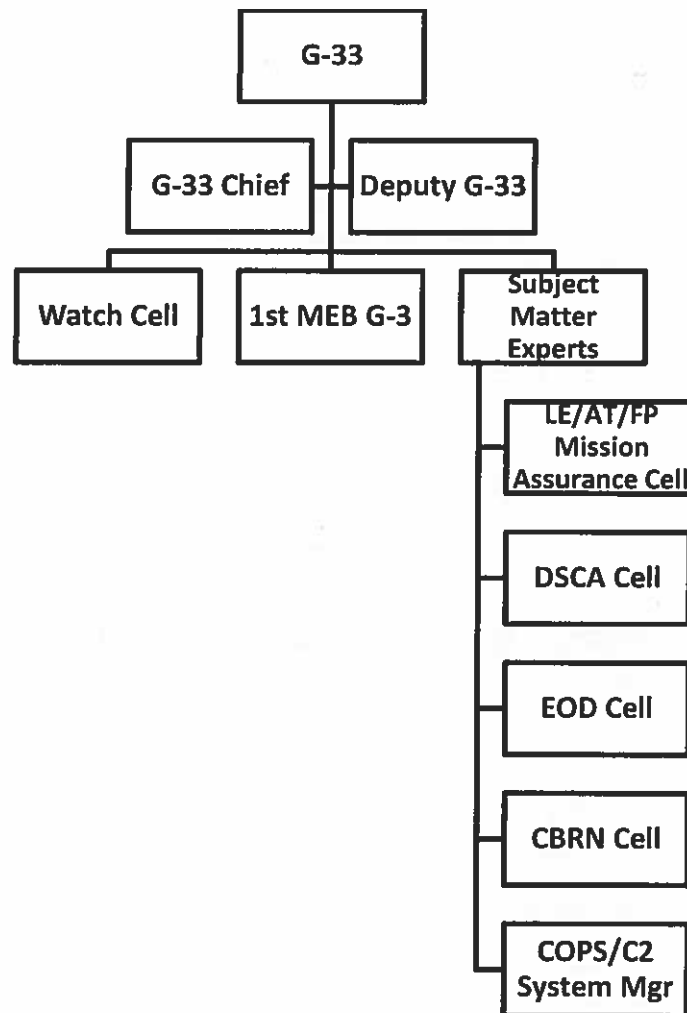 G-33
G-33 Chief
Deputy G-33
Watch Cell
1st MEB G-3
Subject
Matter
Experts
LE/AT/FP
Mission
Assurance Cell
DSCA Cell
EOD Cell
CBRN Cell
COPS/C2
System Mgr